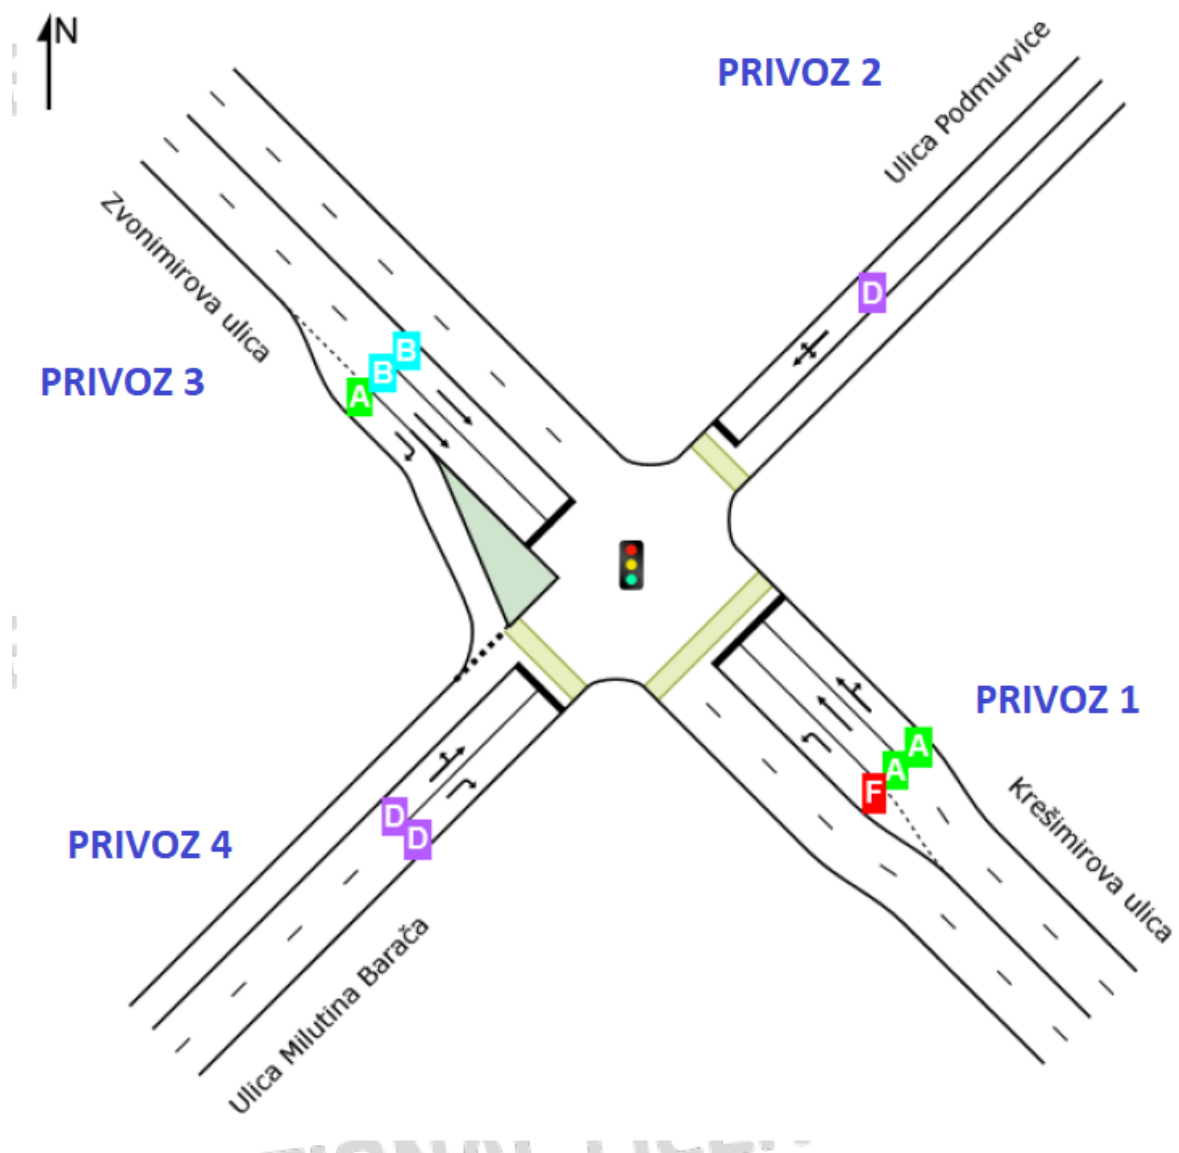 N
PRIVOZ 2
Ulica Podmurvice
Zvonimirova ulica
PRIVOZ 3
D
B
B
A
PRIVOZ 1
A
A
F
Krešimirova ulica
PRIVOZ 4
D
D
Ulica Milutina Barača